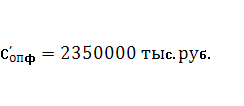 C′опф = 2350000 тыс. руб.